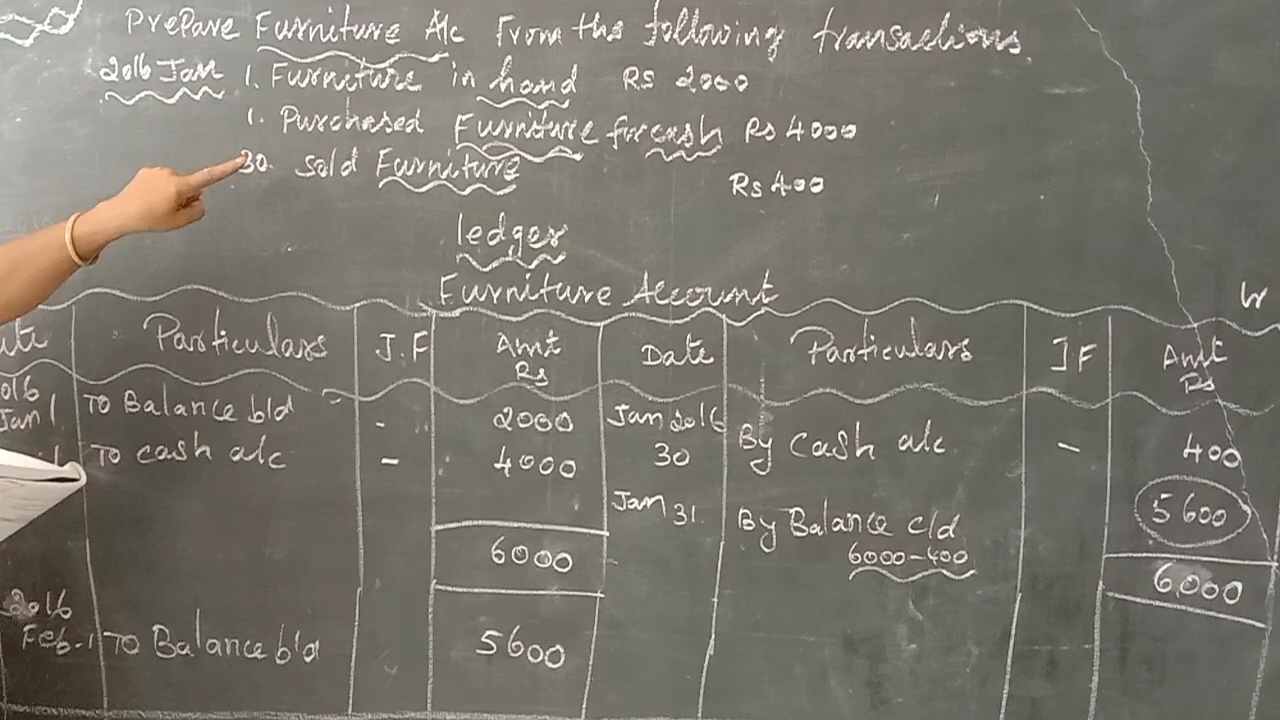 Prepare Furniture A/c From the following transactions
2016 Jan 1. Furniture in hand Rs 2000
1. Purchased Furniture for cash Rs 4000
30. Sold Furniture Rs 400
ledger
Furniture Account
Particulars J.F Amt Rs Date Particulars J F Amt Rs
2016 Jan 1 To Balance b/d - 2000 Jan 2016
30 By Cash a/c - 400
To cash a/c - 4000
Jan 31. By Balance c/d 5600
6000-400
6000 6000
2016
Feb-1 To Balance b/d 5600